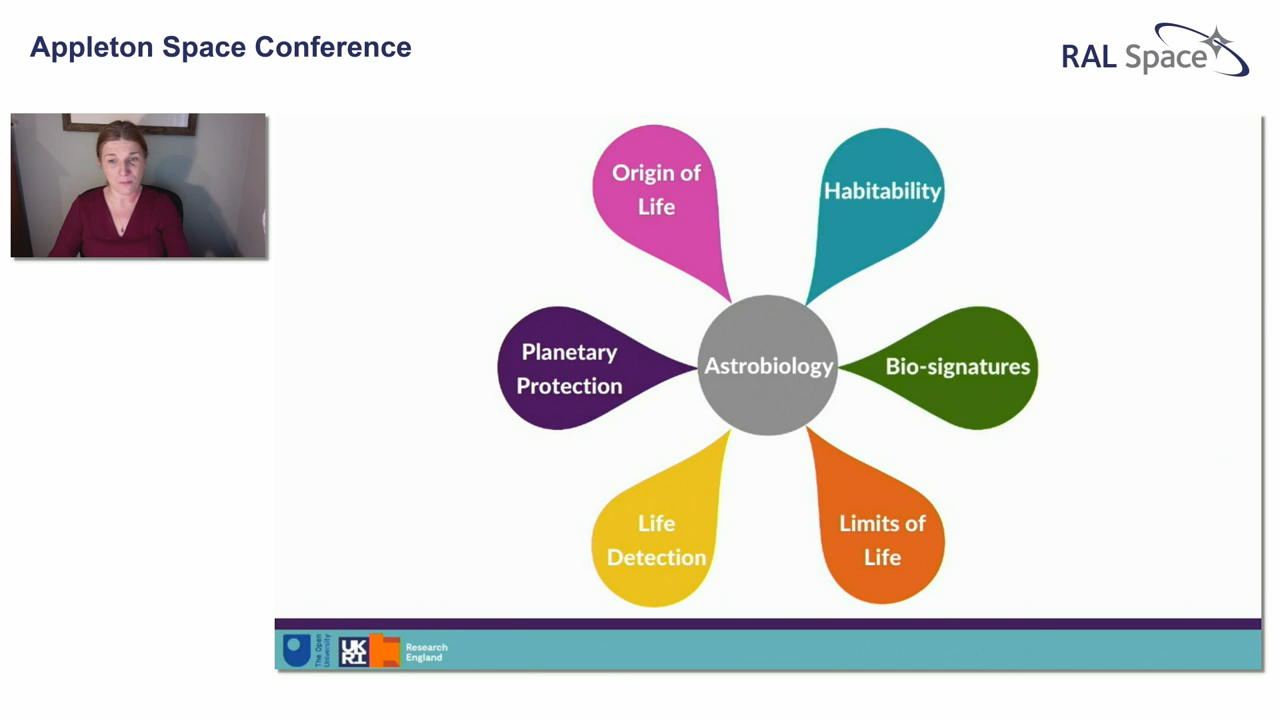 Appleton Space Conference
RAL Space
Origin of
Life
Habitability
Planetary
Protection
Astrobiology
Bio-signatures
Life
Detection
Limits of
Life
The Open
University
UK
RI
Research
England